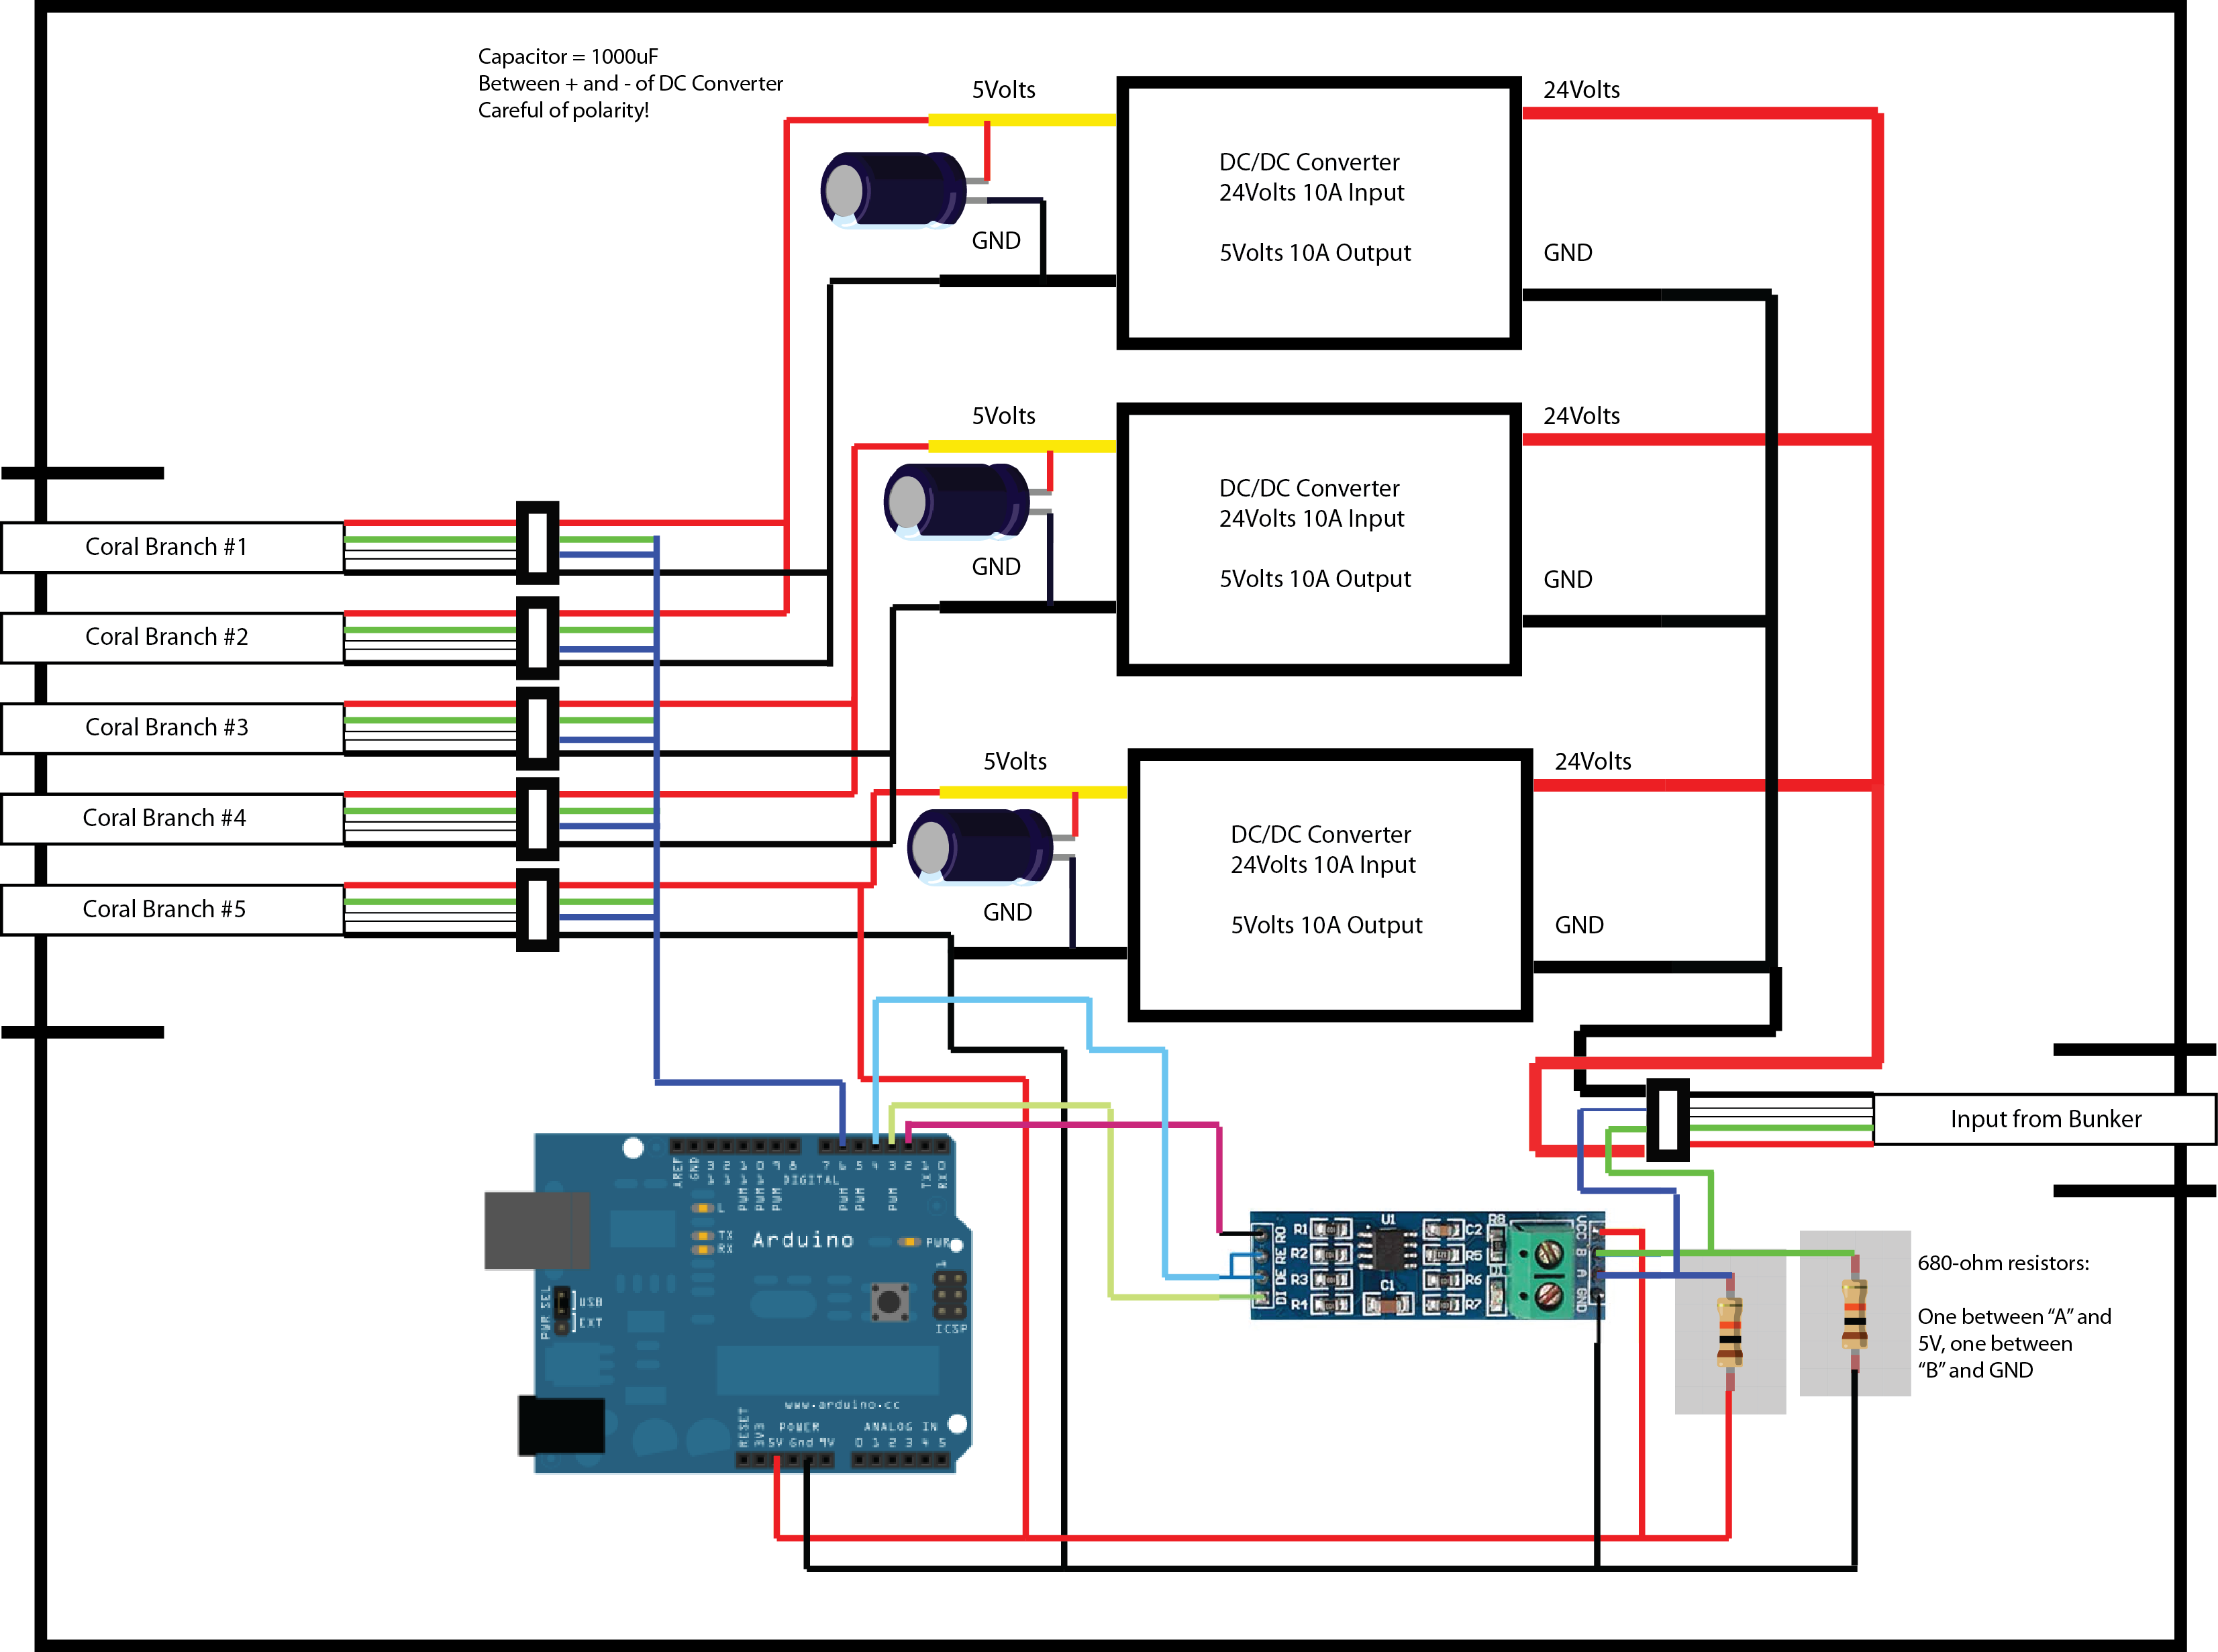 Capacitor = 1000uF
Between + and - of DC Converter
Careful of polarity!
5Volts
24Volts
DC/DC Converter
24Volts 10A Input
5Volts 10A Output
GND
GND
5Volts
24Volts
DC/DC Converter
24Volts 10A Input
5Volts 10A Output
GND
GND
Coral Branch #1
Coral Branch #2
Coral Branch #3
Coral Branch #4
Coral Branch #5
5Volts
24Volts
DC/DC Converter
24Volts 10A Input
5Volts 10A Output
GND
GND
Input from Bunker
AREF
GND
13
12
PWM 11
PWM 10
PWM 9
8
DIGITAL
7
PWM 6
PWM 5
4
PWM 3
2
TX 1
RX 0
L
TX
RX
Arduino
PWR
1
ICSP
PWR SEL
USB
EXT
www.arduino.cc
POWER
RESET
3V3
5V Gnd 9V
ANALOG IN
0 1 2 3 4 5
RO
RE
DE
DI
R1
R2
R3
R4
U1
C1
C2
R5
R6
R7
R8
VCC
B
A
GND
680-ohm resistors:
One between “A” and
5V, one between
“B” and GND